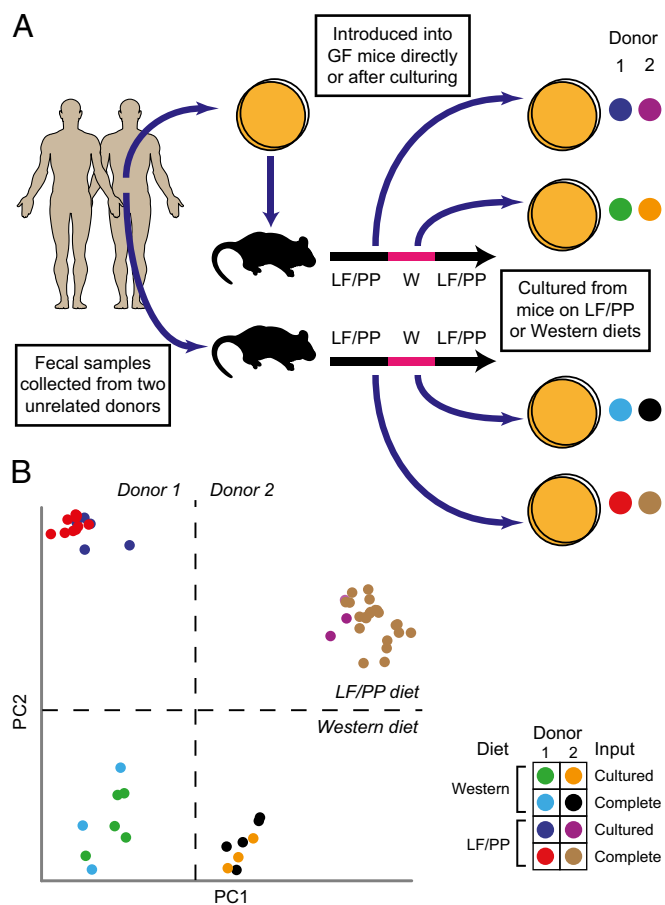 A
Introduced into
GF mice directly
or after culturing
Donor
1 2
LF/PP W LF/PP
LF/PP W LF/PP
Cultured from
mice on LF/PP
or Western diets
Fecal samples
collected from two
unrelated donors
B
Donor 1 Donor 2
LF/PP diet
Western diet
PC2
PC1
Donor
Diet 1 2 Input
Western
Cultured
Complete
LF/PP
Cultured
Complete